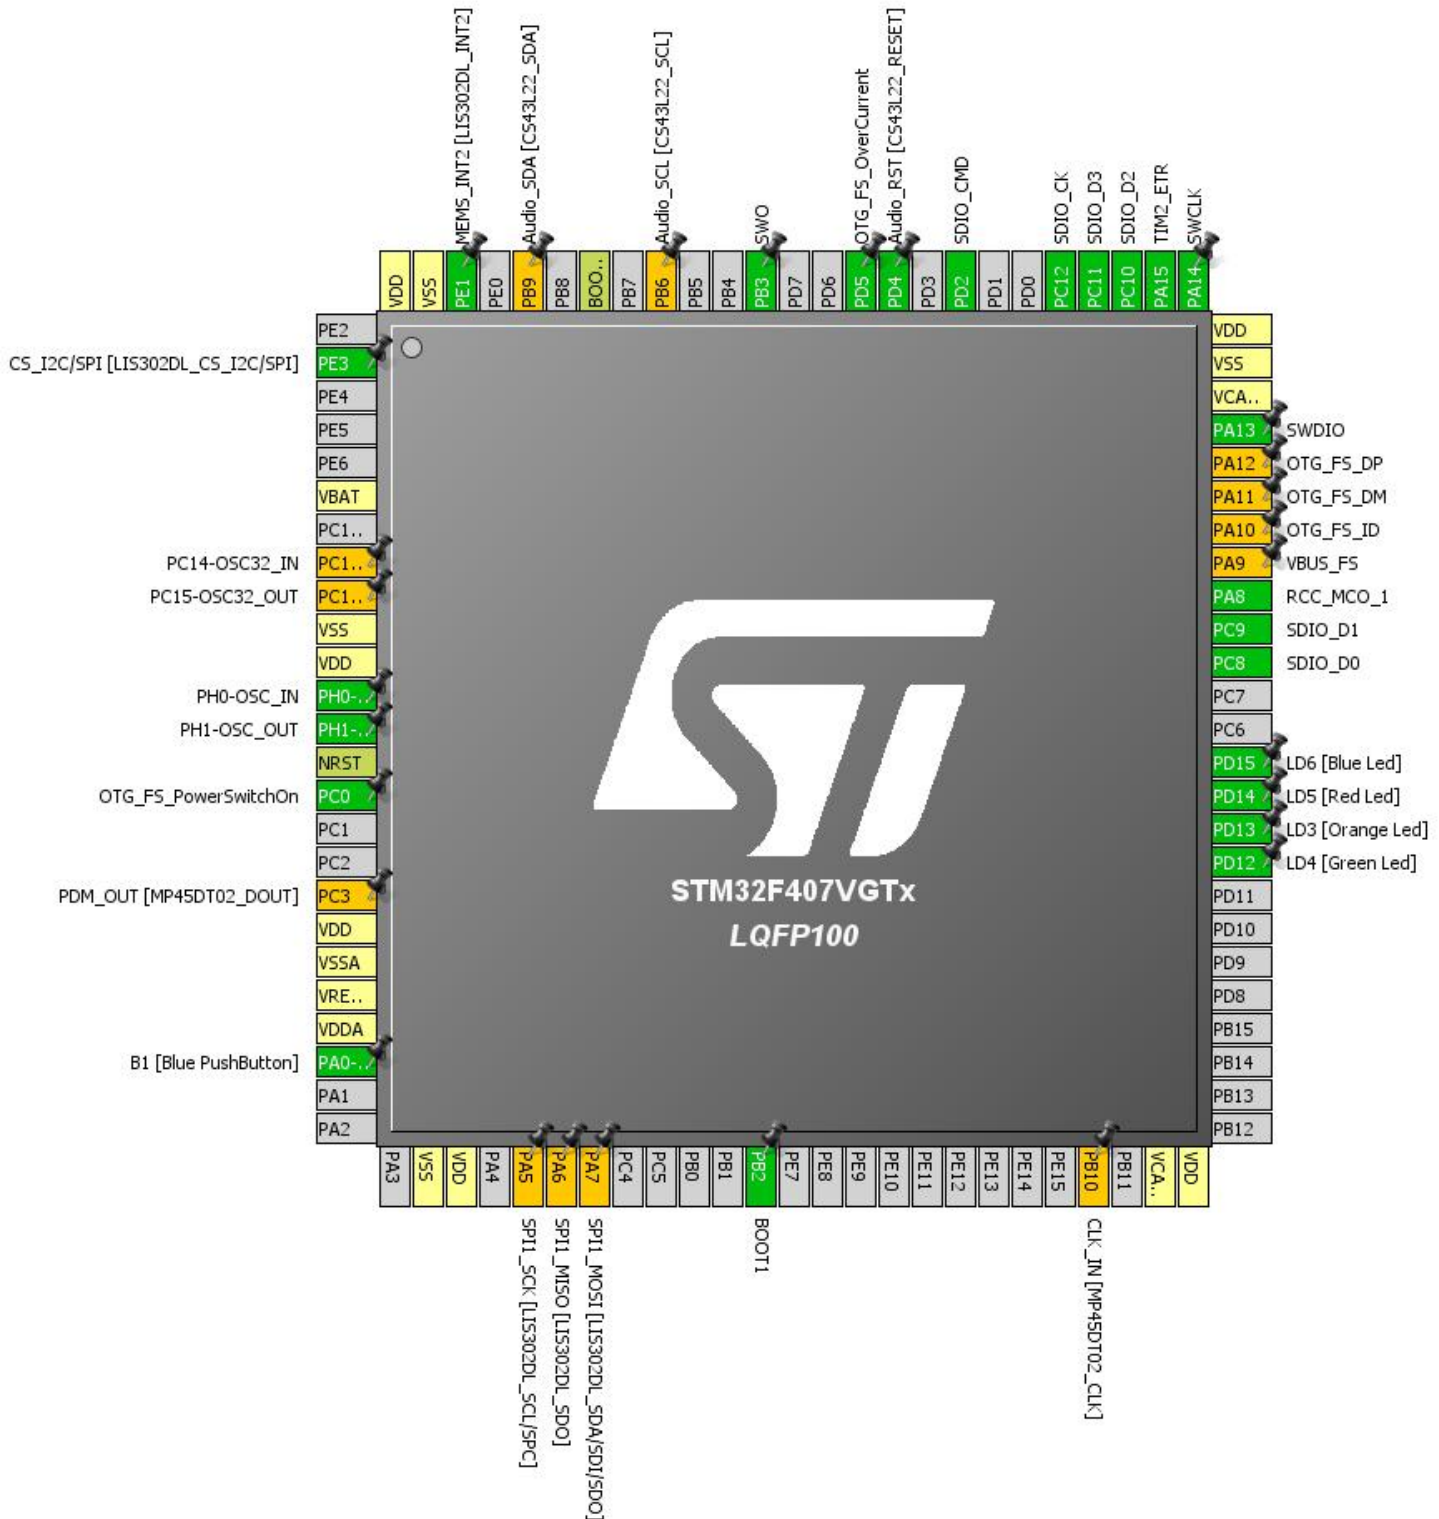 MEMS_INT2 [LIS302DL_INT2]
Audio_SDA [CS43L22_SDA]
Audio_SCL [CS43L22_SCL]
SWO
OTG_FS_OverCurrent
Audio_RST [CS43L22_RESET]
SDIO_CMD
SDIO_CK
SDIO_D3
SDIO_D2
TIM2_ETR
SWCLK
VDD
VSS
PE1
PE0
PB9
PB8
BOO..
PB7
PB6
PB5
PB4
PB3
PD7
PD6
PD5
PD4
PD3
PD2
PD1
PD0
PC12
PC11
PC10
PA15
PA14
PE2
CS_I2C/SPI [LIS302DL_CS_I2C/SPI] PE3
PE4
PE5
PE6
VBAT
PC1..
PC14-OSC32_IN PC1..
PC15-OSC32_OUT PC1..
VSS
VDD
PH0-OSC_IN PH0-..
PH1-OSC_OUT PH1-..
NRST
OTG_FS_PowerSwitchOn PC0
PC1
PC2
PDM_OUT [MP45DT02_DOUT] PC3
VDD
VSSA
VRE..
VDDA
B1 [Blue PushButton] PA0-..
PA1
PA2
ST
STM32F407VGTx
LQFP100
VDD
VSS
VCA..
PA13 SWDIO
PA12 OTG_FS_DP
PA11 OTG_FS_DM
PA10 OTG_FS_ID
PA9 VBUS_FS
PA8 RCC_MCO_1
PC9 SDIO_D1
PC8 SDIO_D0
PC7
PC6
PD15 LD6 [Blue Led]
PD14 LD5 [Red Led]
PD13 LD3 [Orange Led]
PD12 LD4 [Green Led]
PD11
PD10
PD9
PD8
PB15
PB14
PB13
PB12
PA3
VSS
VDD
PA4
PA5
PA6
PA7
PC4
PC5
PB0
PB1
PB2
PE7
PE8
PE9
PE10
PE11
PE12
PE13
PE14
PE15
PB10
PB11
VCA..
VDD
SPI1_SCK [LIS302DL_SCL/SPC]
SPI1_MISO [LIS302DL_SDO]
SPI1_MOSI [LIS302DL_SDA/SDI/SDO]
BOOT1
CLK_IN [MP45DT02_CLK]